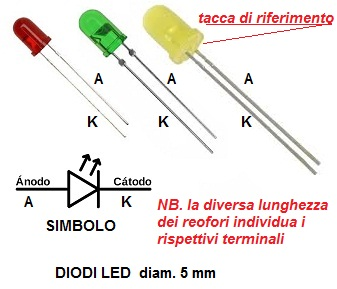 tacca di riferimento
A
A
A
K
K
K
Ánodo
Cátodo
A
K
SIMBOLO
NB. la diversa lunghezza
dei reofori individua i
rispettivi terminali
DIODI LED diam. 5 mm